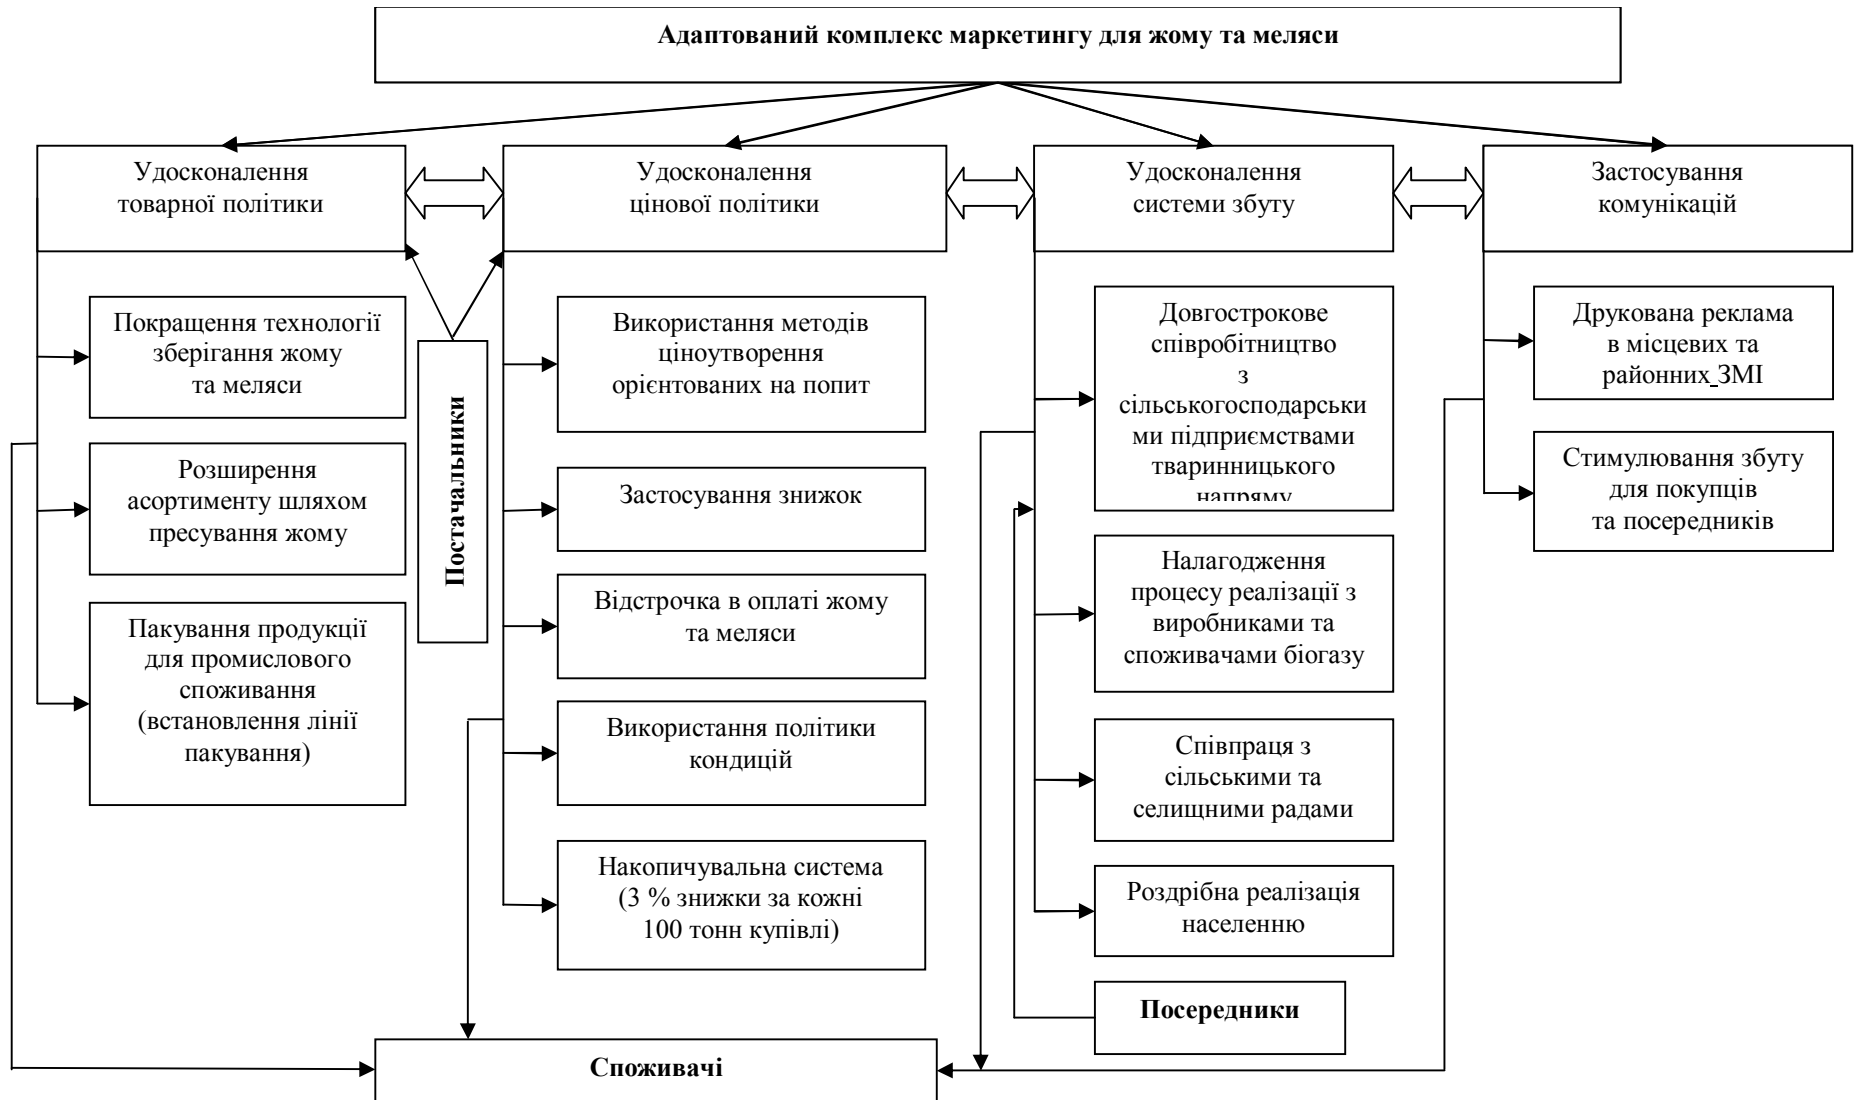 Адаптований комплекс маркетингу для жому та меляси
Удосконалення
товарної політики
Удосконалення
цінової політики
Удосконалення
системи збуту
Застосування
комунікацій
Покращення технології
зберігання жому
та меляси
Розширення
асортименту шляхом
пресування жому
Пакування продукції
для промислового
споживання
(встановлення лінії
пакування)
Постачальники
Використання методів
ціноутворення
орієнтованих на попит
Застосування знижок
Відстрочка в оплаті жому
та меляси
Використання політики
кондицій
Накопичувальна система
(3 % знижки за кожні
100 тонн купівлі)
Довгострокове
співробітництво
з
сільськогосподарськи
ми підприємствами
тваринницького
напряму
Налагодження
процесу реалізації з
виробниками та
споживачами біогазу
Співпраця з
сільськими та
селищними радами
Роздрібна реалізація
населенню
Посередники
Друкована реклама
в місцевих та
районних ЗМІ
Стимулювання збуту
для покупців
та посередників
Споживачі